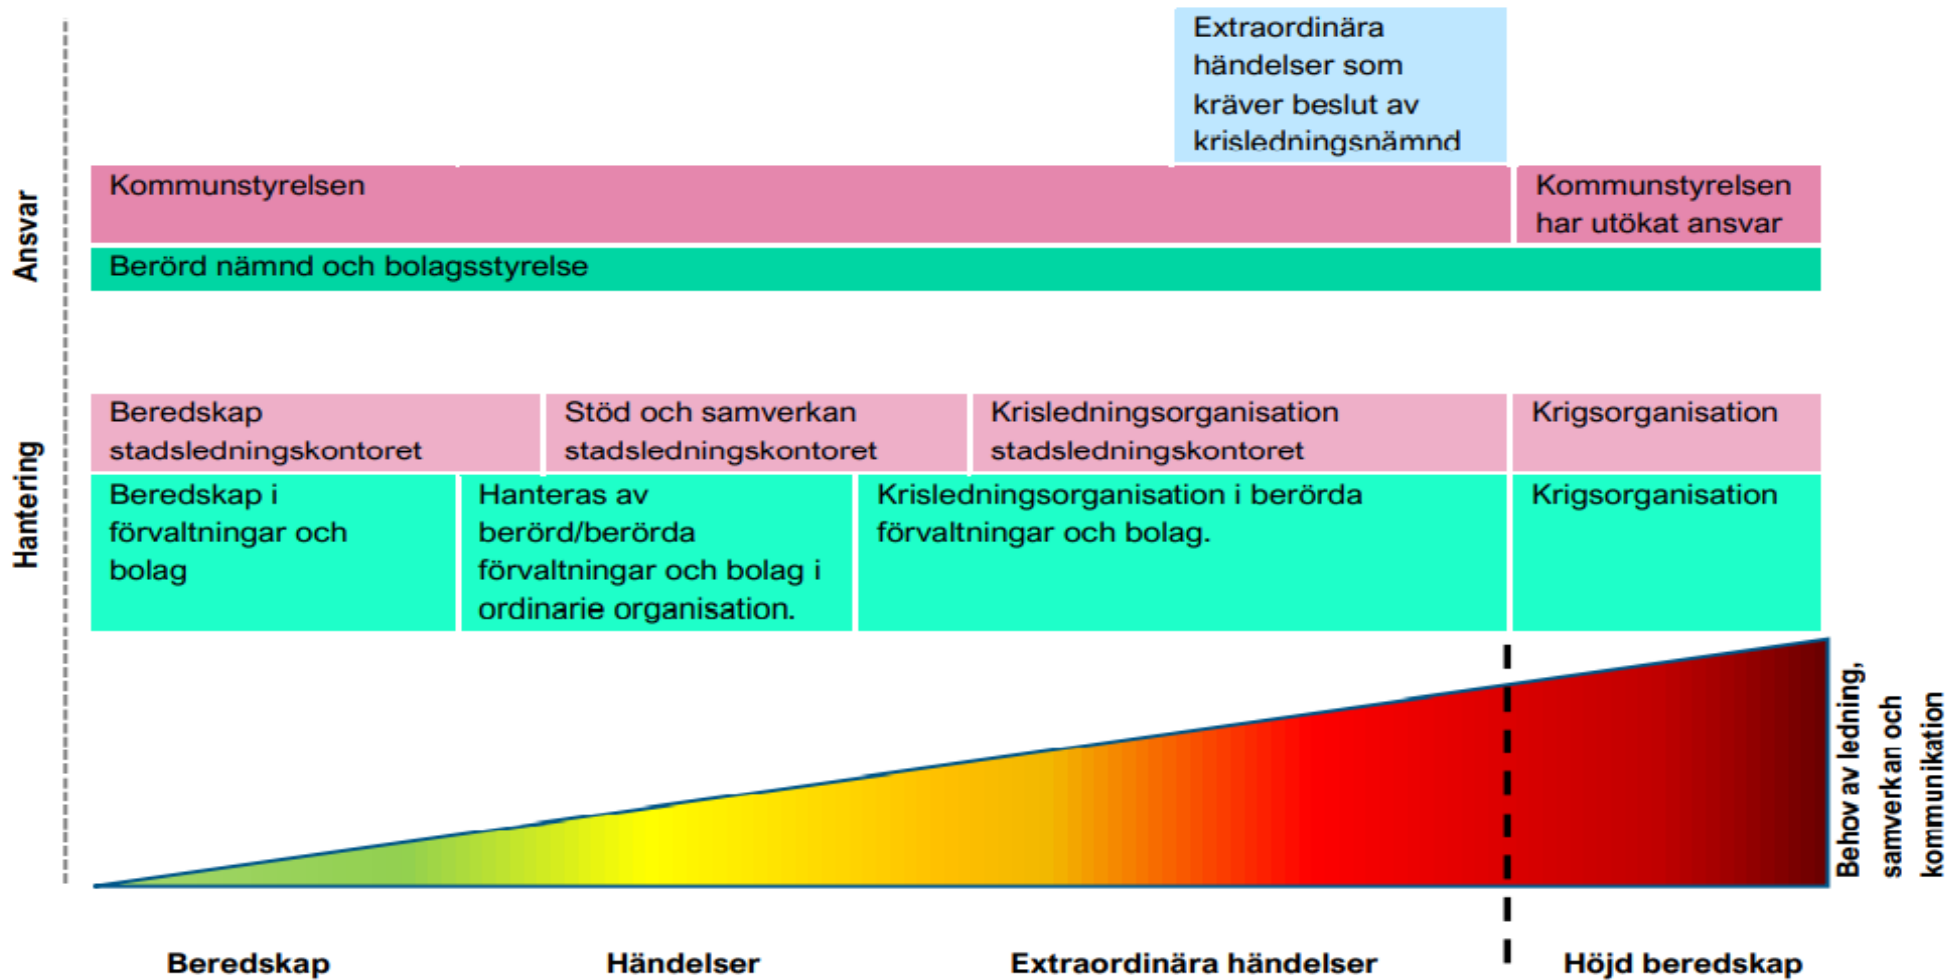 Extraordinära
händelser som
kräver beslut av
krisledningsnämnd
Ansvar
Kommunstyrelsen
Kommunstyrelsen
har utökat ansvar
Berörd nämnd och bolagsstyrelse
Hantering
Beredskap
stadsledningskontoret
Stöd och samverkan
stadsledningskontoret
Krisledningsorganisation
stadsledningskontoret
Krigsorganisation
Beredskap i
förvaltningar och
bolag
Hanteras av
berörd/berörda
förvaltningar och bolag i
ordinarie organisation.
Krisledningsorganisation i berörda
förvaltningar och bolag.
Krigsorganisation
Behov av ledning,
samverkan och
kommunikation
Beredskap
Händelser
Extraordinära händelser
Höjd beredskap